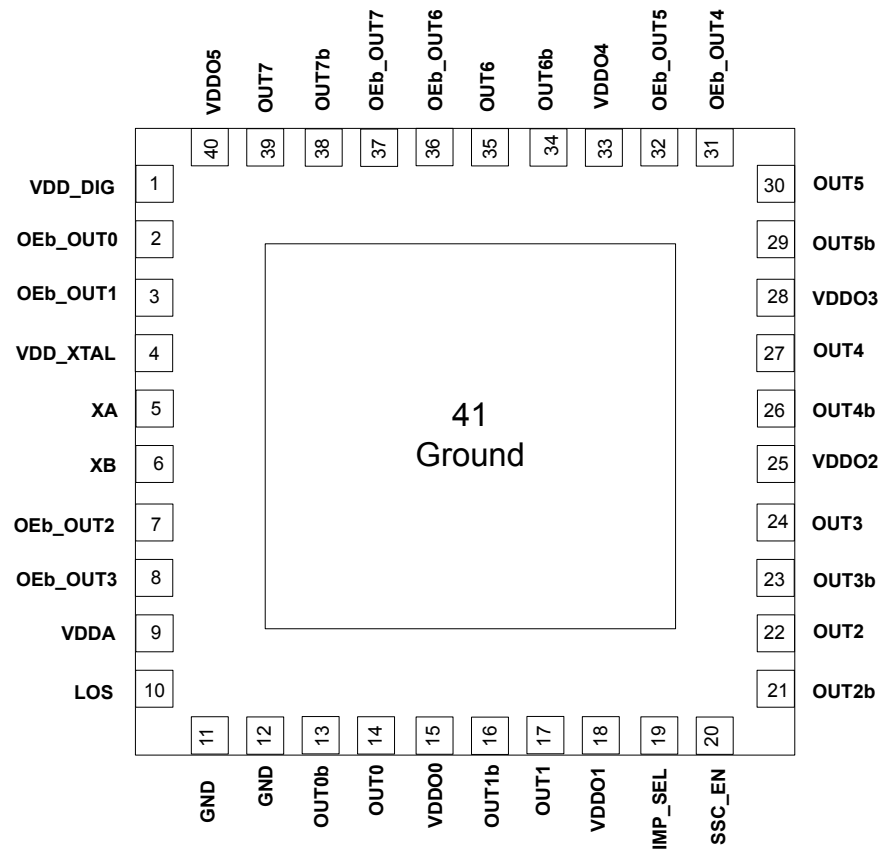 VDDO5
OUT7
OUT7b
OEb_OUT7
OEb_OUT6
OUT6
OUT6b
VDDO4
OEb_OUT5
OEb_OUT4
40
39
38
37
36
35
34
33
32
31
VDD_DIG 1
OEb_OUT0 2
OEb_OUT1 3
VDD_XTAL 4
XA 5
XB 6
OEb_OUT2 7
OEb_OUT3 8
VDDA 9
LOS 10
41
Ground
30 OUT5
29 OUT5b
28 VDDO3
27 OUT4
26 OUT4b
25 VDDO2
24 OUT3
23 OUT3b
22 OUT2
21 OUT2b
11
12
13
14
15
16
17
18
19
20
GND
GND
OUT0b
OUT0
VDDO0
OUT1b
OUT1
VDDO1
IMP_SEL
SSC_EN